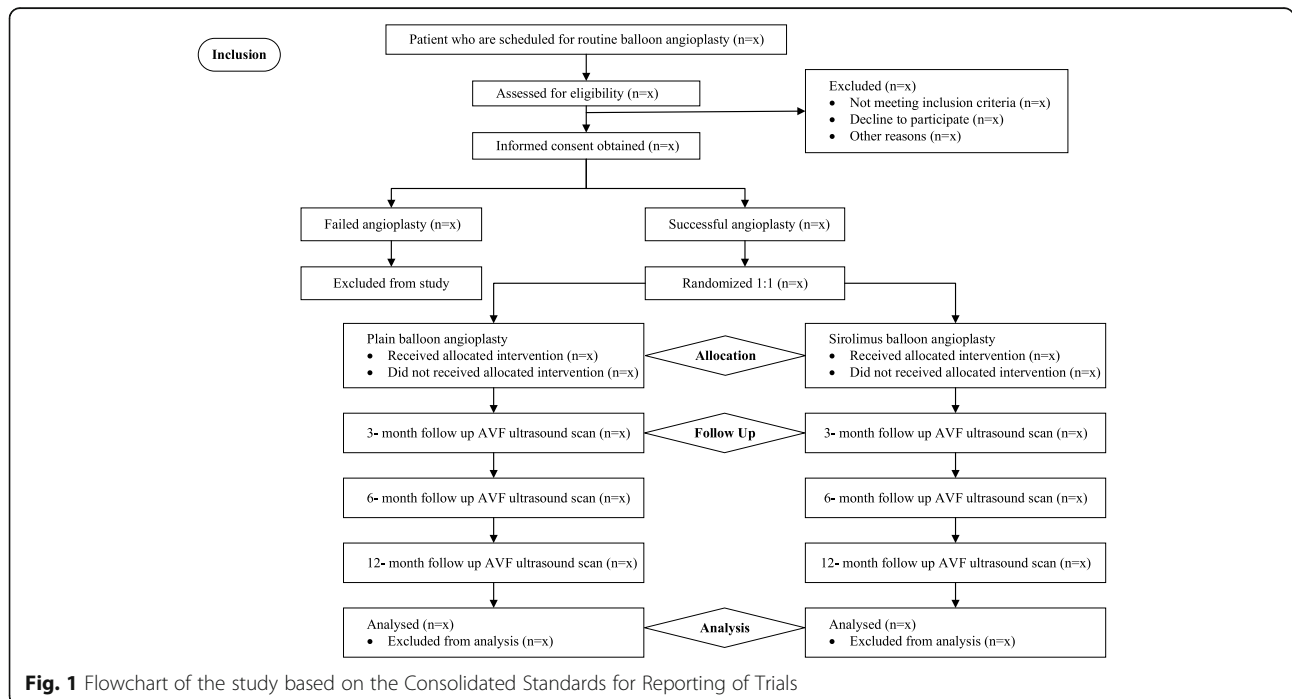 Inclusion
Patient who are scheduled for routine balloon angioplasty (n=x)
Assessed for eligibility (n=x)
Excluded (n=x)
• Not meeting inclusion criteria (n=x)
• Decline to participate (n=x)
• Other reasons (n=x)
Informed consent obtained (n=x)
Failed angioplasty (n=x)
Successful angioplasty (n=x)
Excluded from study
Randomized 1:1 (n=x)
Plain balloon angioplasty
• Received allocated intervention (n=x)
• Did not received allocated intervention (n=x)
Allocation
Sirolimus balloon angioplasty
• Received allocated intervention (n=x)
• Did not received allocated intervention (n=x)
3- month follow up AVF ultrasound scan (n=x)
Follow Up
3- month follow up AVF ultrasound scan (n=x)
6- month follow up AVF ultrasound scan (n=x)
6- month follow up AVF ultrasound scan (n=x)
12- month follow up AVF ultrasound scan (n=x)
12- month follow up AVF ultrasound scan (n=x)
Analysed (n=x)
• Excluded from analysis (n=x)
Analysis
Analysed (n=x)
• Excluded from analysis (n=x)
Fig. 1 Flowchart of the study based on the Consolidated Standards for Reporting of Trials